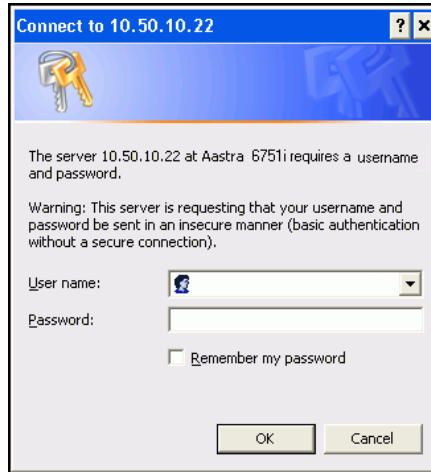 Connect to 10.50.10.22
?
The server 10.50.10.22 at Aastra 6751i requires a username
and password.
Warning: This server is requesting that your username and
password be sent in an insecure manner (basic authentication
without a secure connection).
User name:
Password:
Remember my password
OK
Cancel